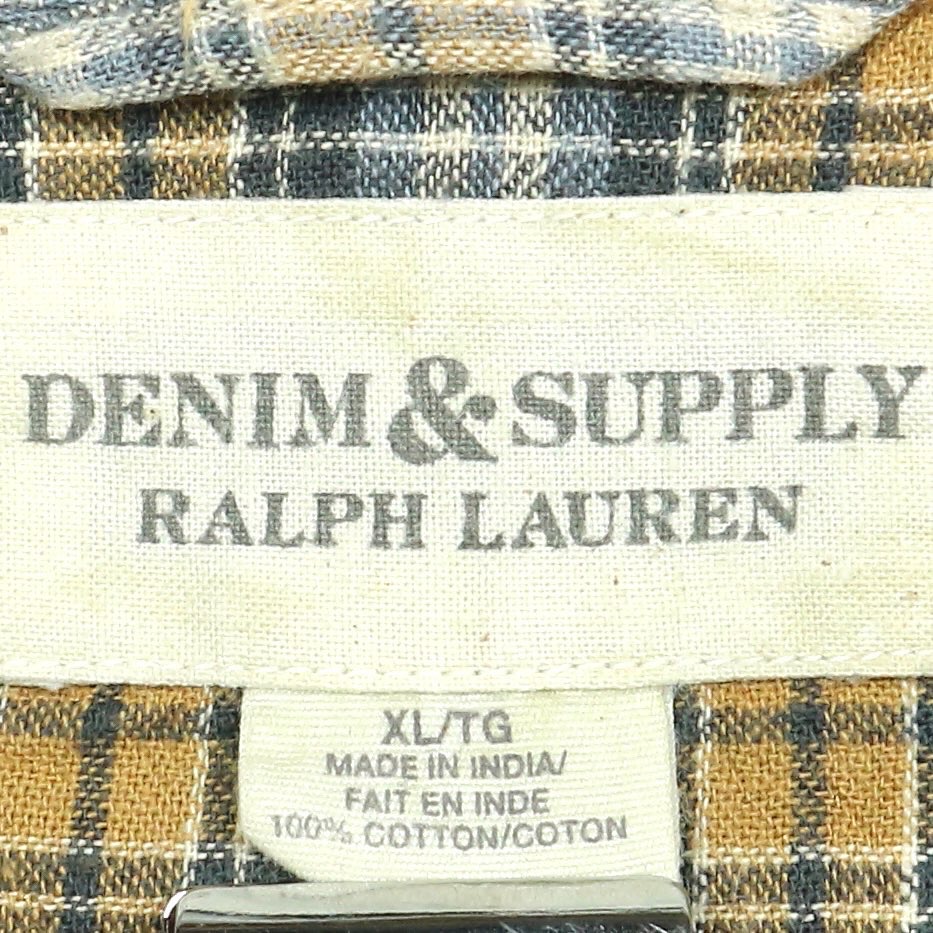 DENIM & SUPPLY
RALPH LAUREN
XL/TG
MADE IN INDIA/
FAIT EN INDE
100% COTTON/COTON